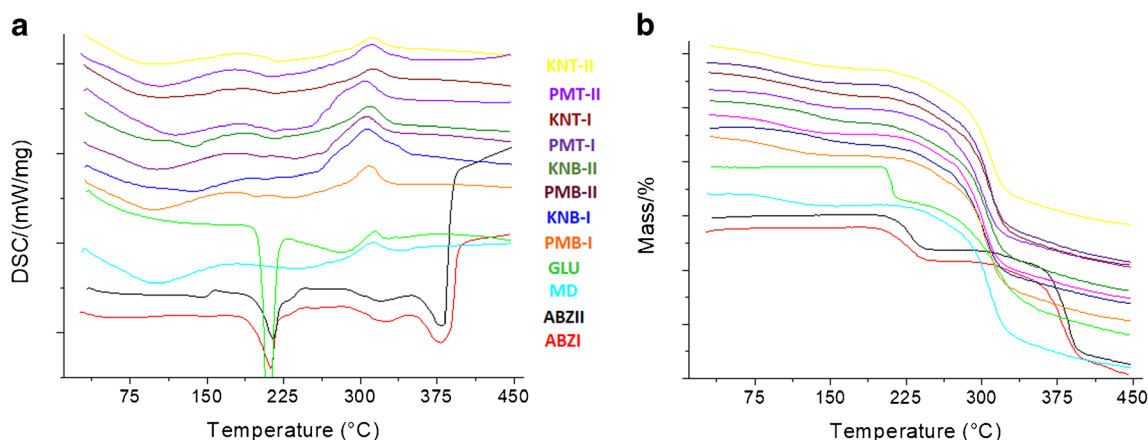 a
DSC/(mW/mg)
75 150 225 300 375 450
Temperature (°C)
KNT-II
PMT-II
KNT-I
PMT-I
KNB-II
PMB-II
KNB-I
PMB-I
GLU
MD
ABZII
ABZI
b
Mass/%
75 150 225 300 375 450
Temperature (°C)